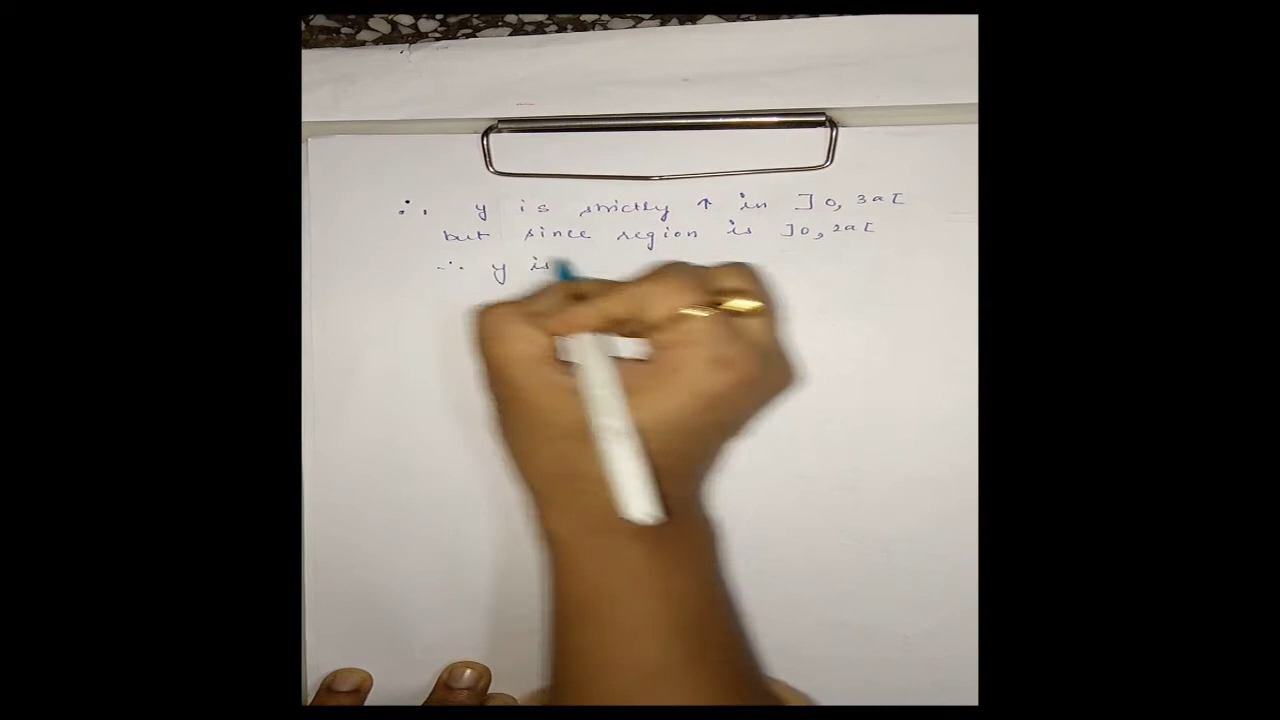 ∴ y is strictly ↑ in ]0, 3a[
but since region is ]0, 2a[
∴ y is